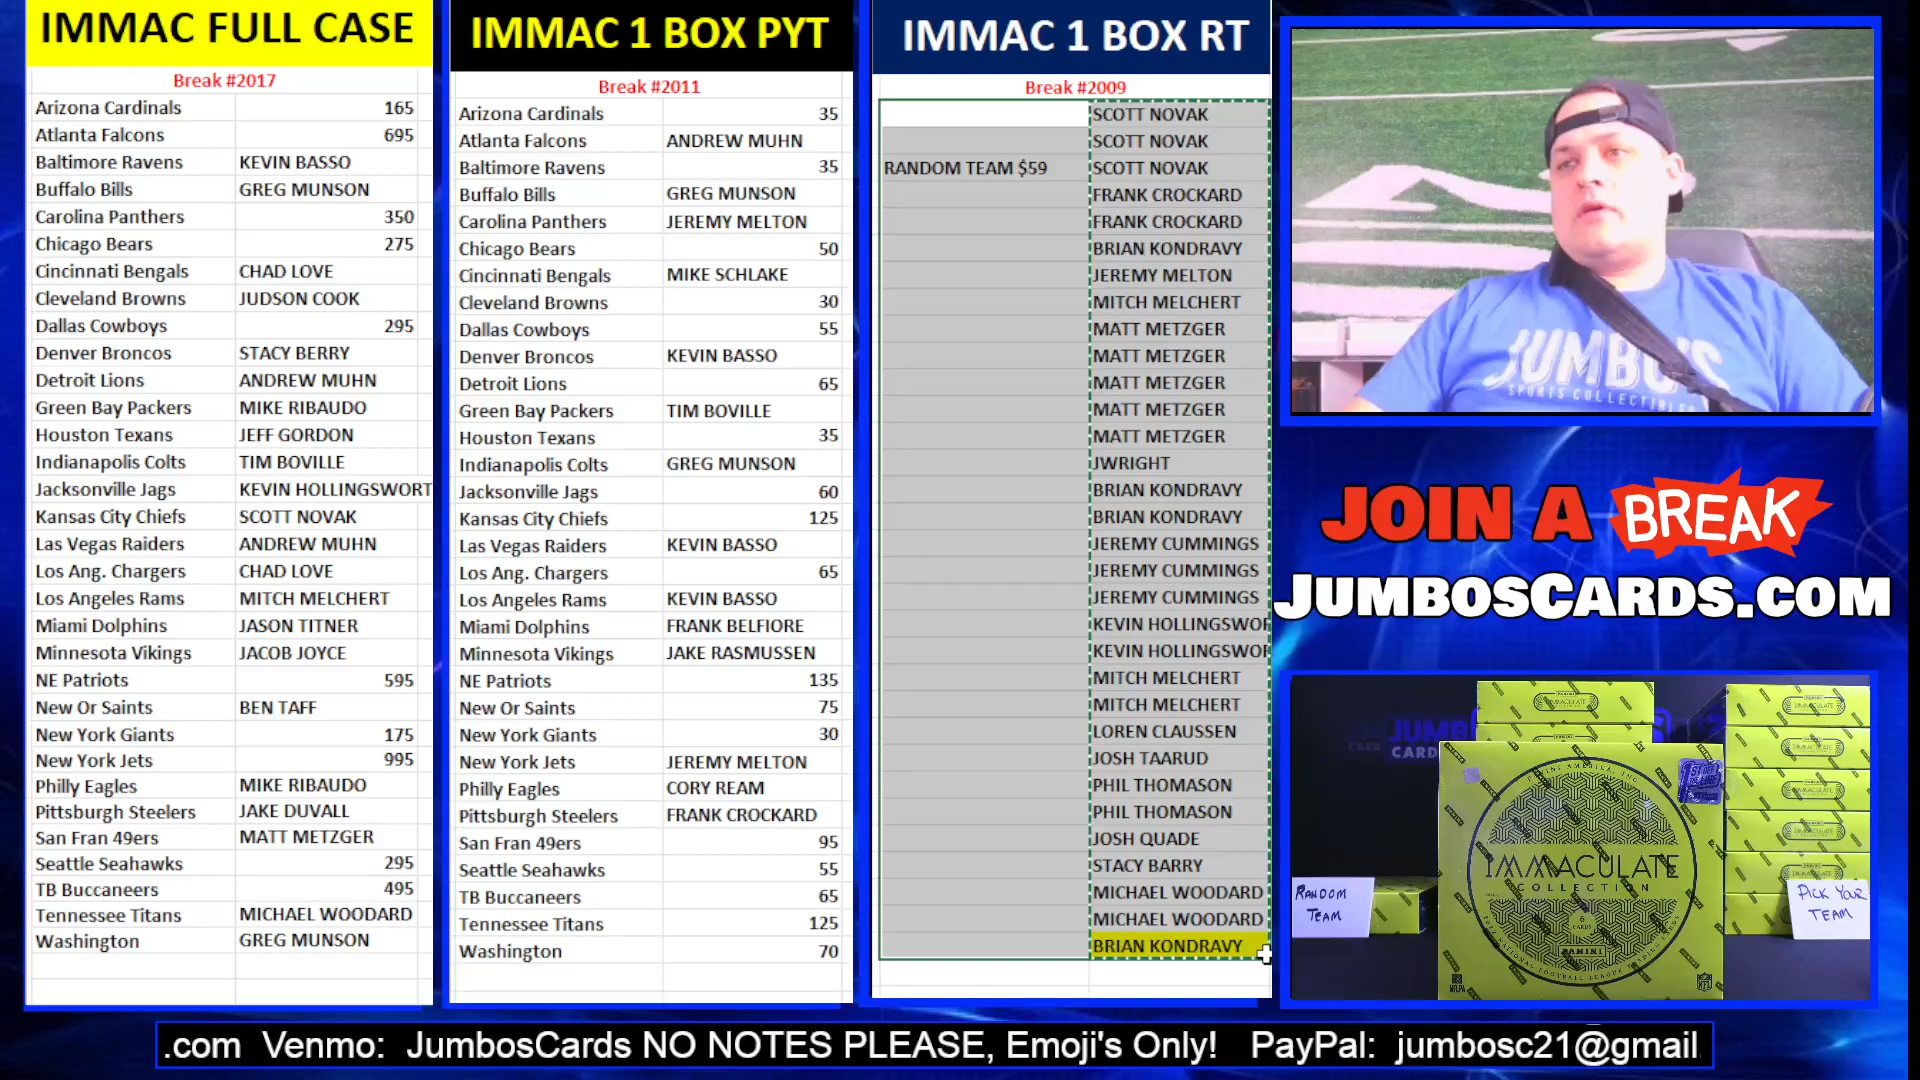 IMMAC FULL CASE
Break #2017
Arizona Cardinals 165
Atlanta Falcons 695
Baltimore Ravens KEVIN BASSO
Buffalo Bills GREG MUNSON
Carolina Panthers 350
Chicago Bears 275
Cincinnati Bengals CHAD LOVE
Cleveland Browns JUDSON COOK
Dallas Cowboys 295
Denver Broncos STACY BERRY
Detroit Lions ANDREW MUHN
Green Bay Packers MIKE RIBAUDO
Houston Texans JEFF GORDON
Indianapolis Colts TIM BOVILLE
Jacksonville Jags KEVIN HOLLINGSWORT
Kansas City Chiefs SCOTT NOVAK
Las Vegas Raiders ANDREW MUHN
Los Ang. Chargers CHAD LOVE
Los Angeles Rams MITCH MELCHERT
Miami Dolphins JASON TITNER
Minnesota Vikings JACOB JOYCE
NE Patriots 595
New Or Saints BEN TAFF
New York Giants 175
New York Jets 995
Philly Eagles MIKE RIBAUDO
Pittsburgh Steelers JAKE DUVALL
San Fran 49ers MATT METZGER
Seattle Seahawks 295
TB Buccaneers 495
Tennessee Titans MICHAEL WOODARD
Washington GREG MUNSON
IMMAC 1 BOX PYT
Break #2011
Arizona Cardinals 35
Atlanta Falcons ANDREW MUHN
Baltimore Ravens 35
Buffalo Bills GREG MUNSON
Carolina Panthers JEREMY MELTON
Chicago Bears 50
Cincinnati Bengals MIKE SCHLAKE
Cleveland Browns 30
Dallas Cowboys 55
Denver Broncos KEVIN BASSO
Detroit Lions 65
Green Bay Packers TIM BOVILLE
Houston Texans 35
Indianapolis Colts GREG MUNSON
Jacksonville Jags 60
Kansas City Chiefs 125
Las Vegas Raiders KEVIN BASSO
Los Ang. Chargers 65
Los Angeles Rams KEVIN BASSO
Miami Dolphins FRANK BELFIORE
Minnesota Vikings JAKE RASMUSSEN
NE Patriots 135
New Or Saints 75
New York Giants 30
New York Jets JEREMY MELTON
Philly Eagles CORY REAM
Pittsburgh Steelers FRANK CROCKARD
San Fran 49ers 95
Seattle Seahawks 55
TB Buccaneers 65
Tennessee Titans 125
Washington 70
IMMAC 1 BOX RT
Break #2009
SCOTT NOVAK
SCOTT NOVAK
RANDOM TEAM $59 SCOTT NOVAK
FRANK CROCKARD
FRANK CROCKARD
BRIAN KONDRAVY
JEREMY MELTON
MITCH MELCHERT
MATT METZGER
MATT METZGER
MATT METZGER
MATT METZGER
MATT METZGER
JWRIGHT
BRIAN KONDRAVY
BRIAN KONDRAVY
JEREMY CUMMINGS
JEREMY CUMMINGS
JEREMY CUMMINGS
KEVIN HOLLINGSWOR
KEVIN HOLLINGSWOR
MITCH MELCHERT
MITCH MELCHERT
LOREN CLAUSSEN
JOSH TAARUD
PHIL THOMASON
PHIL THOMASON
JOSH QUADE
STACY BARRY
MICHAEL WOODARD
MICHAEL WOODARD
BRIAN KONDRAVY
JUMBO'S
SPORTS COLLECTIBLES
JOIN A BREAK
JUMBOSCARDS.COM
RANDOM
TEAM
PICK YOUR
TEAM
IMMACULATE
COLLECTION
6
CARDS
PANINI
.com Venmo: JumbosCards NO NOTES PLEASE, Emoji's Only! PayPal: jumbosc21@gmail